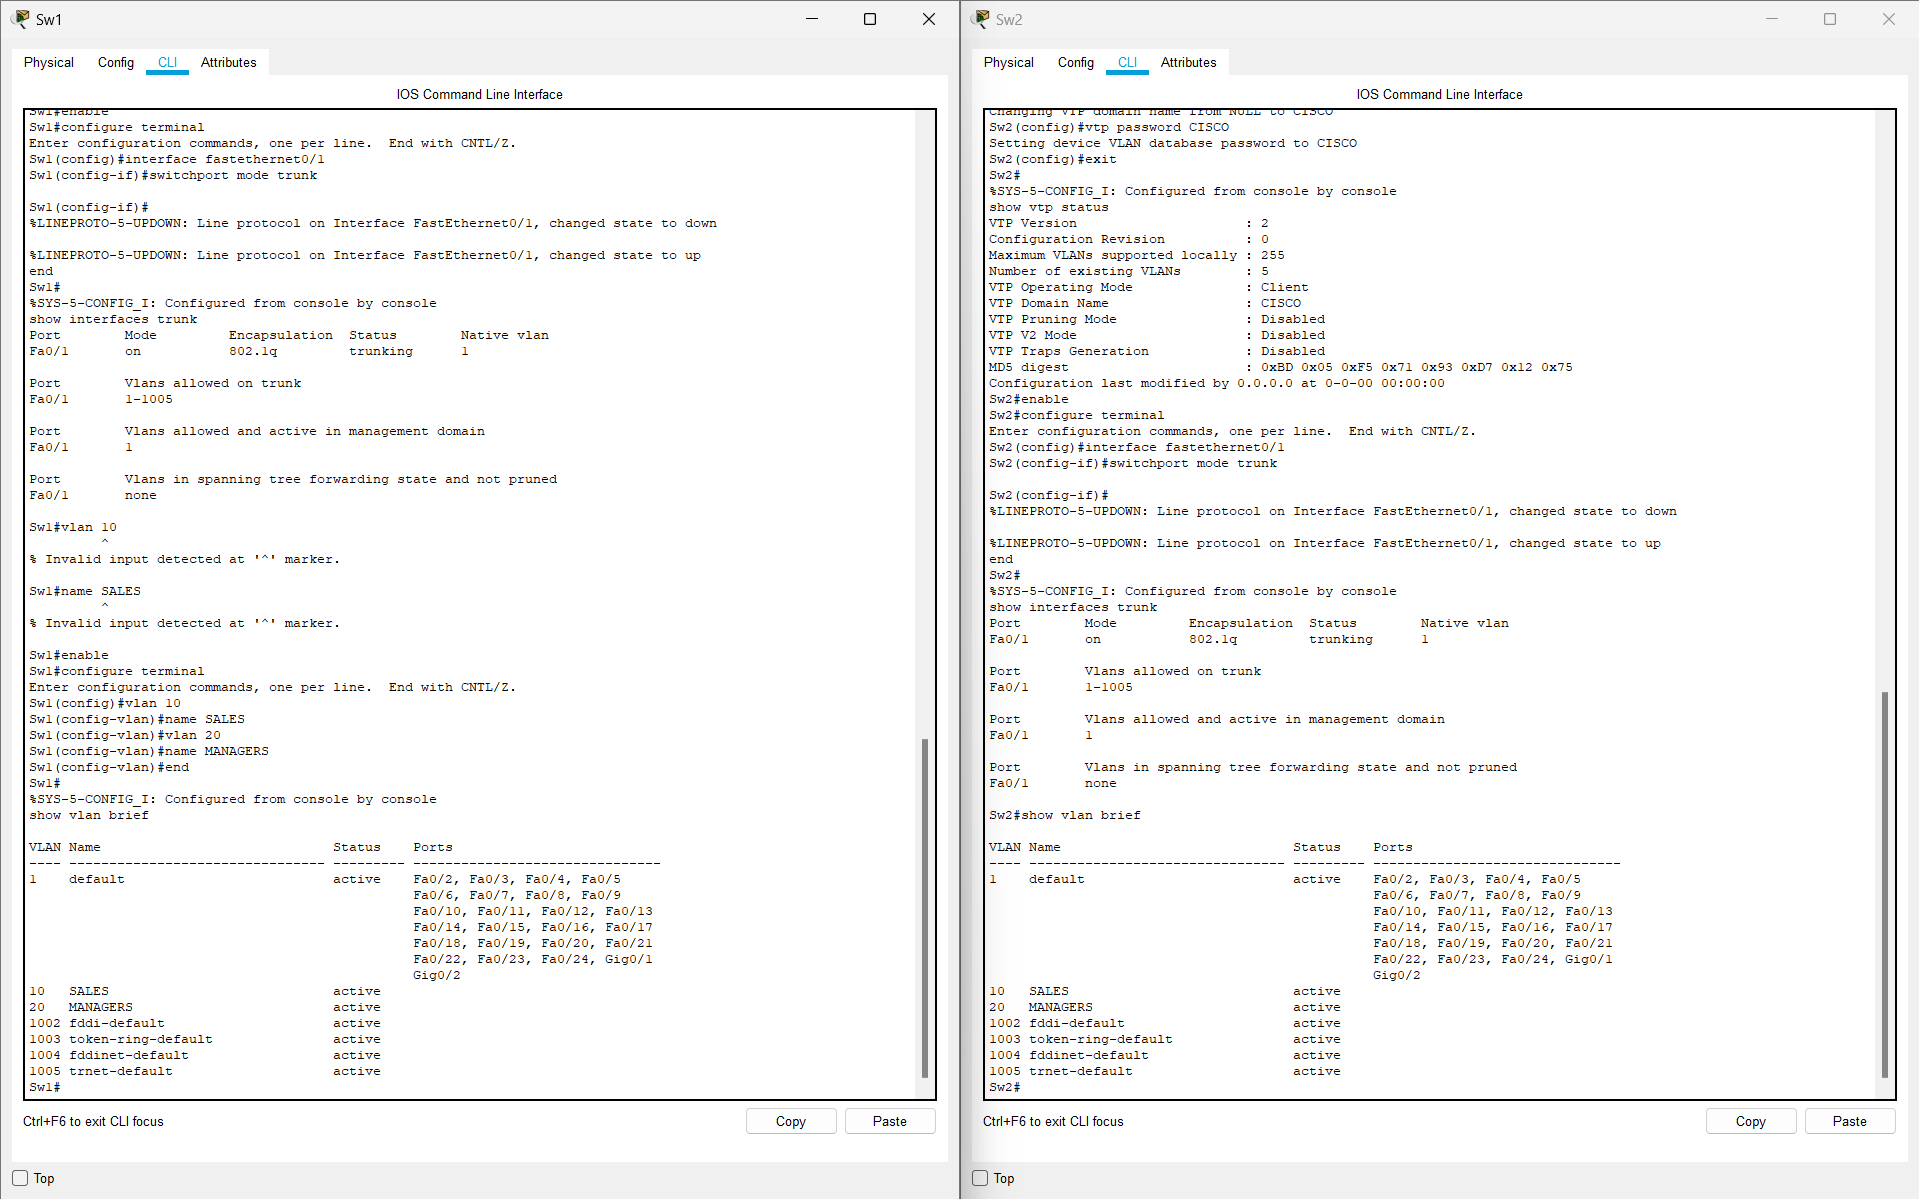 Sw1
Physical Config CLI Attributes
IOS Command Line Interface
Sw1#enable
Sw1#configure terminal
Enter configuration commands, one per line.  End with CNTL/Z.
Sw1(config)#interface fastethernet0/1
Sw1(config-if)#switchport mode trunk
Sw1(config-if)#
%LINEPROTO-5-UPDOWN: Line protocol on Interface FastEthernet0/1, changed state to down
%LINEPROTO-5-UPDOWN: Line protocol on Interface FastEthernet0/1, changed state to up
end
Sw1#
%SYS-5-CONFIG_I: Configured from console by console
show interfaces trunk
Port        Mode         Encapsulation  Status        Native vlan
Fa0/1       on           802.1q         trunking      1
Port        Vlans allowed on trunk
Fa0/1       1-1005
Port        Vlans allowed and active in management domain
Fa0/1       1
Port        Vlans in spanning tree forwarding state and not pruned
Fa0/1       none
Sw1#vlan 10
^
% Invalid input detected at '^' marker.
Sw1#name SALES
^
% Invalid input detected at '^' marker.
Sw1#enable
Sw1#configure terminal
Enter configuration commands, one per line.  End with CNTL/Z.
Sw1(config)#vlan 10
Sw1(config-vlan)#name SALES
Sw1(config-vlan)#vlan 20
Sw1(config-vlan)#name MANAGERS
Sw1(config-vlan)#end
Sw1#
%SYS-5-CONFIG_I: Configured from console by console
show vlan brief
VLAN Name                             Status    Ports
---- -------------------------------- --------- -------------------------------
1    default                          active    Fa0/2, Fa0/3, Fa0/4, Fa0/5
Fa0/6, Fa0/7, Fa0/8, Fa0/9
Fa0/10, Fa0/11, Fa0/12, Fa0/13
Fa0/14, Fa0/15, Fa0/16, Fa0/17
Fa0/18, Fa0/19, Fa0/20, Fa0/21
Fa0/22, Fa0/23, Fa0/24, Gig0/1
Gig0/2
10   SALES                            active
20   MANAGERS                         active
1002 fddi-default                     active
1003 token-ring-default               active
1004 fddinet-default                  active
1005 trnet-default                    active
Sw1#
Ctrl+F6 to exit CLI focus
Copy
Paste
Top
Sw2
Physical Config CLI Attributes
IOS Command Line Interface
Changing VTP domain name from NULL to CISCO
Sw2(config)#vtp password CISCO
Setting device VLAN database password to CISCO
Sw2(config)#exit
Sw2#
%SYS-5-CONFIG_I: Configured from console by console
show vtp status
VTP Version                     : 2
Configuration Revision          : 0
Maximum VLANs supported locally : 255
Number of existing VLANs        : 5
VTP Operating Mode              : Client
VTP Domain Name                 : CISCO
VTP Pruning Mode                : Disabled
VTP V2 Mode                     : Disabled
VTP Traps Generation            : Disabled
MD5 digest                      : 0xBD 0x05 0xF5 0x71 0x93 0xD7 0x12 0x75
Configuration last modified by 0.0.0.0 at 0-0-00 00:00:00
Sw2#enable
Sw2#configure terminal
Enter configuration commands, one per line.  End with CNTL/Z.
Sw2(config)#interface fastethernet0/1
Sw2(config-if)#switchport mode trunk
Sw2(config-if)#
%LINEPROTO-5-UPDOWN: Line protocol on Interface FastEthernet0/1, changed state to down
%LINEPROTO-5-UPDOWN: Line protocol on Interface FastEthernet0/1, changed state to up
end
Sw2#
%SYS-5-CONFIG_I: Configured from console by console
show interfaces trunk
Port        Mode         Encapsulation  Status        Native vlan
Fa0/1       on           802.1q         trunking      1
Port        Vlans allowed on trunk
Fa0/1       1-1005
Port        Vlans allowed and active in management domain
Fa0/1       1
Port        Vlans in spanning tree forwarding state and not pruned
Fa0/1       none
Sw2#show vlan brief
VLAN Name                             Status    Ports
---- -------------------------------- --------- -------------------------------
1    default                          active    Fa0/2, Fa0/3, Fa0/4, Fa0/5
Fa0/6, Fa0/7, Fa0/8, Fa0/9
Fa0/10, Fa0/11, Fa0/12, Fa0/13
Fa0/14, Fa0/15, Fa0/16, Fa0/17
Fa0/18, Fa0/19, Fa0/20, Fa0/21
Fa0/22, Fa0/23, Fa0/24, Gig0/1
Gig0/2
10   SALES                            active
20   MANAGERS                         active
1002 fddi-default                     active
1003 token-ring-default               active
1004 fddinet-default                  active
1005 trnet-default                    active
Sw2#
Ctrl+F6 to exit CLI focus
Copy
Paste
Top